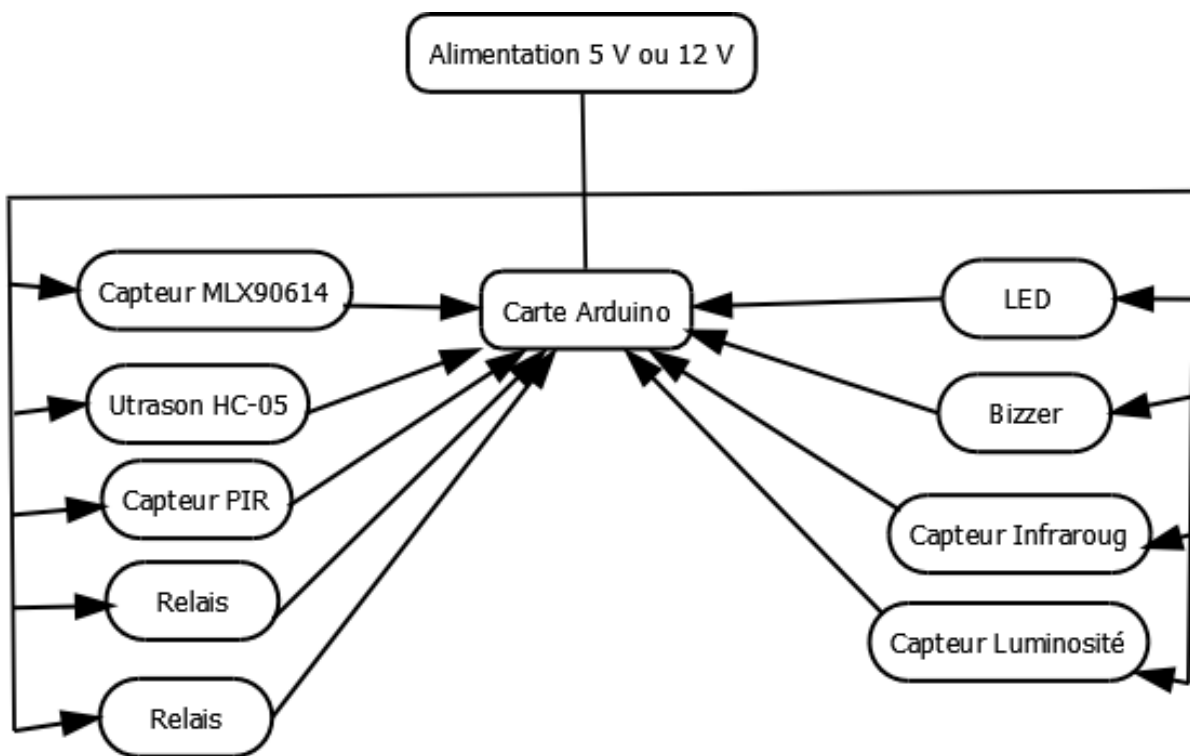 Alimentation 5 V ou 12 V
Capteur MLX90614
Carte Arduino
LED
Utrason HC-05
Bizzer
Capteur PIR
Capteur Infraroug
Relais
Capteur Luminosité
Relais